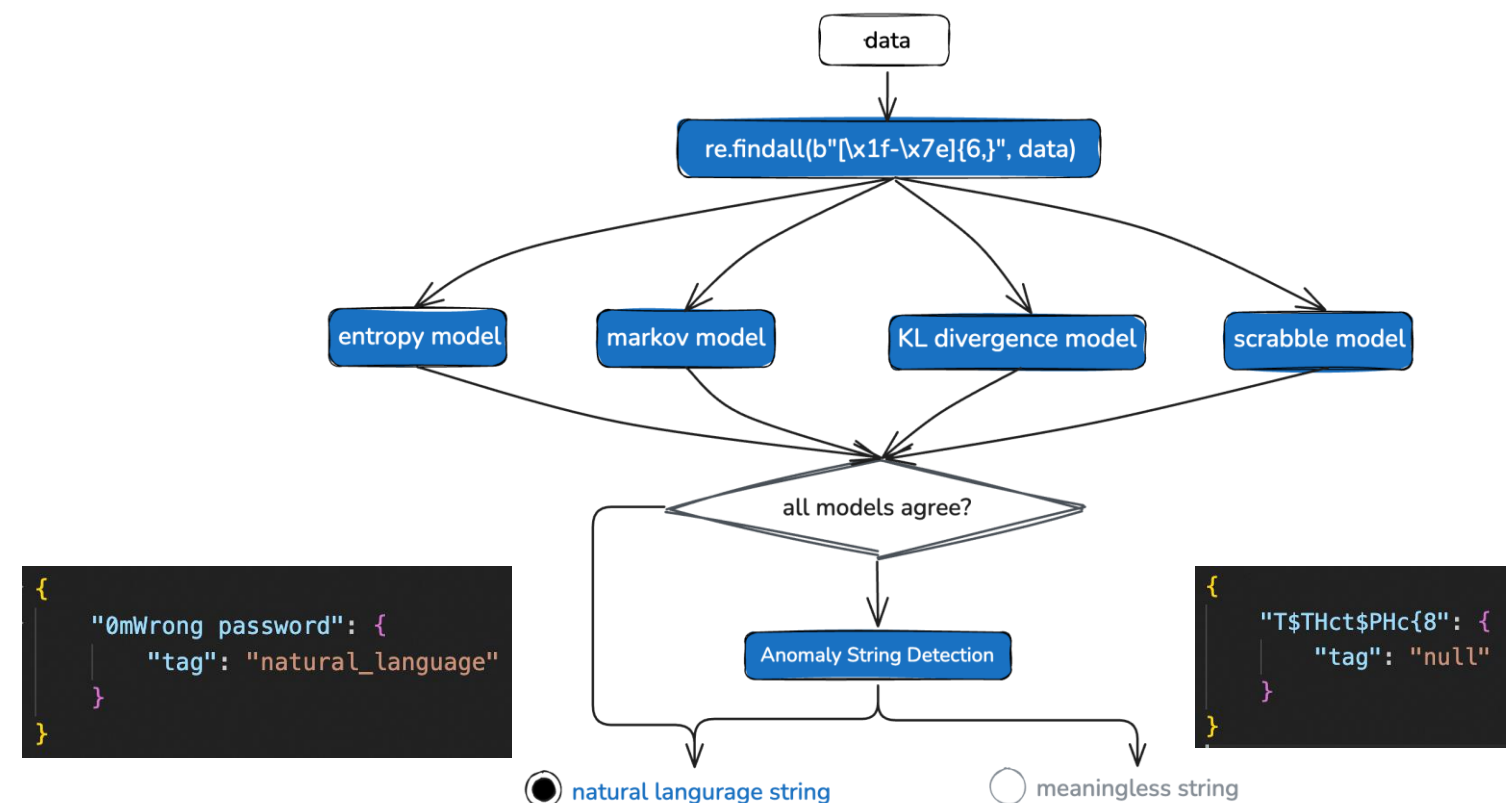 data
re.findall(b"[\x1f-\x7e]{6,}", data)
entropy model
markov model
KL divergence model
scrabble model
all models agree?
{
"0mWrong password": {
"tag": "natural_language"
}
}
Anomaly String Detection
{
"T$THct$PHc{8": {
"tag": "null"
}
}
natural langurage string
meaningless string